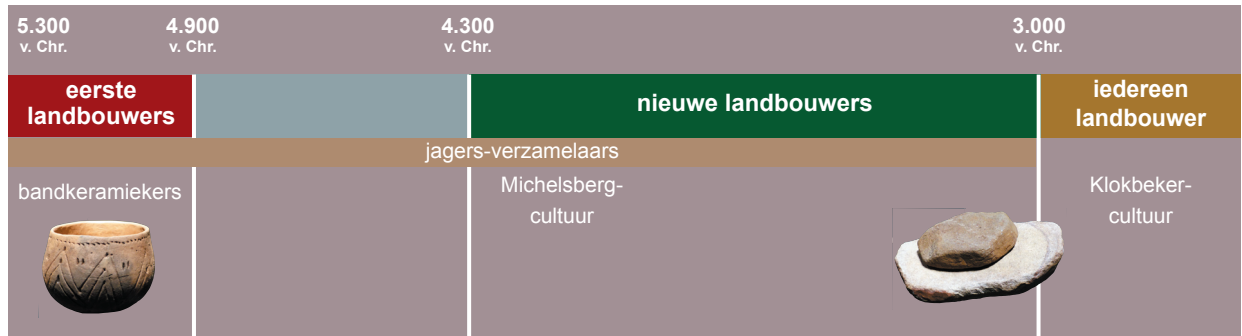 5.300
v. Chr.
4.900
v. Chr.
4.300
v. Chr.
3.000
v. Chr.
eerste
landbouwers
nieuwe landbouwers
iedereen
landbouwer
jagers-verzamelaars
bandkeramiekers
Michelsberg-
cultuur
Klokbeker-
cultuur